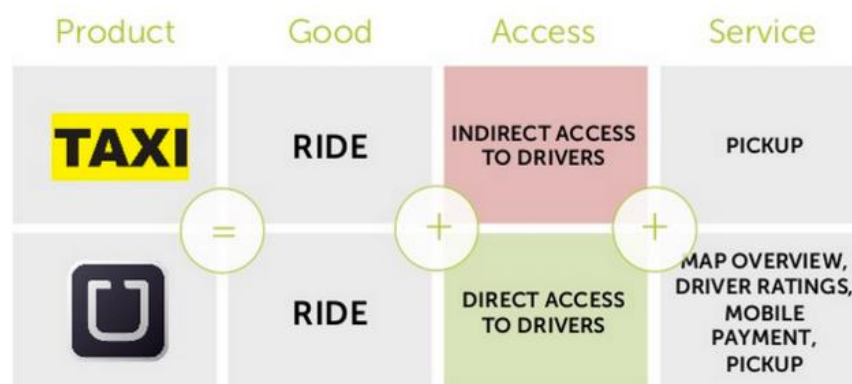 Product Good Access Service
TAXI
RIDE
INDIRECT ACCESS
TO DRIVERS
PICKUP
= + +
RIDE
DIRECT ACCESS
TO DRIVERS
MAP OVERVIEW,
DRIVER RATINGS,
MOBILE
PAYMENT,
PICKUP